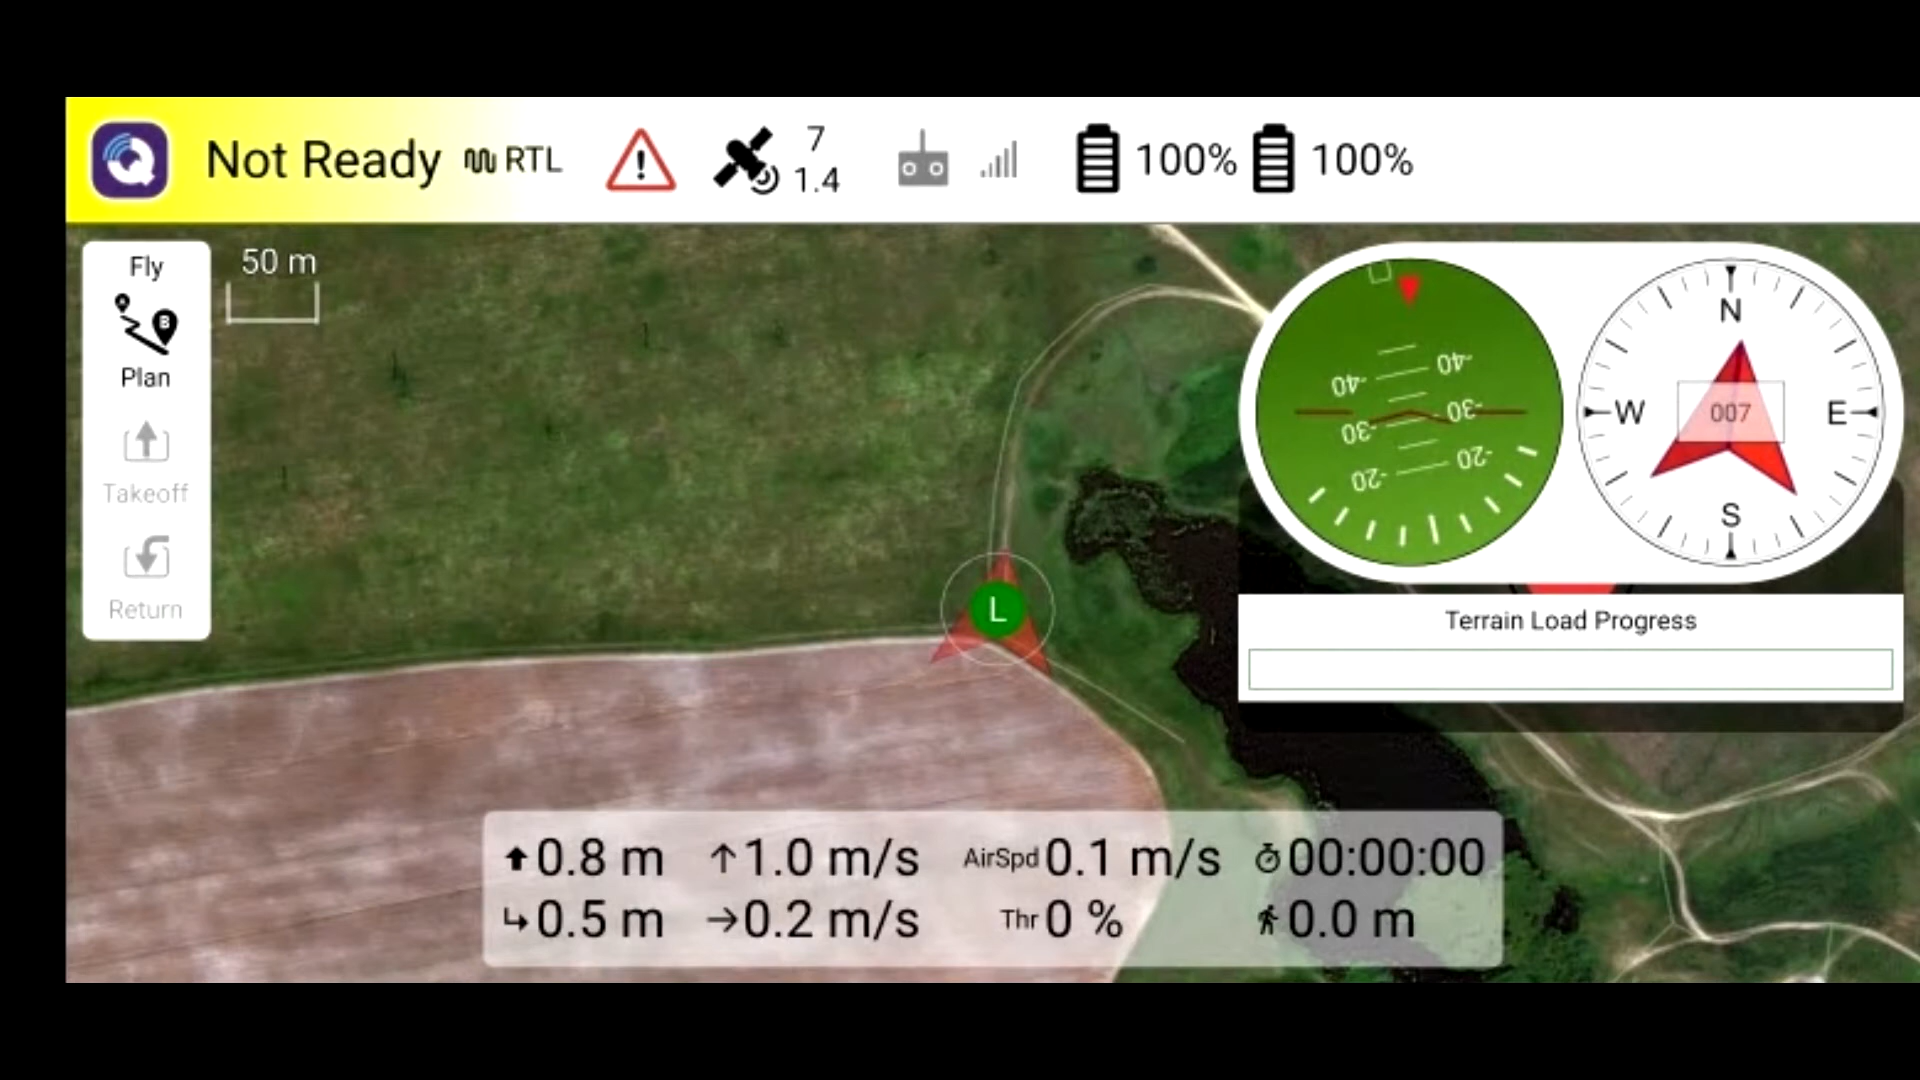 Not Ready RTL 7 100% 100%
1.4
Fly
50 m
B
Plan
Takeoff
Return
-40 -40
-30 -30
-20 -20
N
W 007 E
S
L
Terrain Load Progress
0.8 m 1.0 m/s AirSpd 0.1 m/s 00:00:00
0.5 m 0.2 m/s Thr 0 % 0.0 m